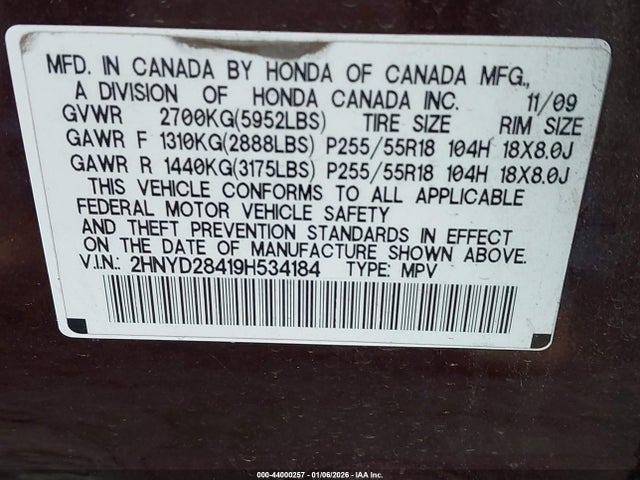 MFD. IN CANADA BY HONDA OF CANADA MFG.,
A DIVISION OF HONDA CANADA INC. 11/09
GVWR 2700KG(5952LBS) TIRE SIZE RIM SIZE
GAWR F 1310KG(2888LBS) P255/55R18 104H 18X8.0J
GAWR R 1440KG(3175LBS) P255/55R18 104H 18X8.0J
THIS VEHICLE CONFORMS TO ALL APPLICABLE
FEDERAL MOTOR VEHICLE SAFETY
AND THEFT PREVENTION STANDARDS IN EFFECT
ON THE DATE OF MANUFACTURE SHOWN ABOVE.
V.I.N.: 2HNYD28419H534184 TYPE: MPV
000-44000257 - 01/06/2026 - IAA Inc.